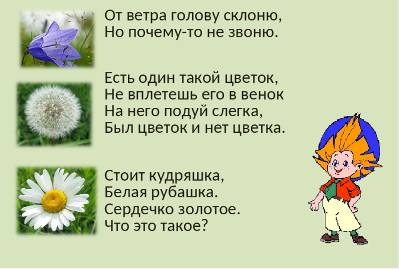 От ветра голову склоню,
Но почему-то не звоню.
Есть один такой цветок,
Не вплетешь его в венок
На него подуй слегка,
Был цветок и нет цветка.
Стоит кудряшка,
Белая рубашка.
Сердечко золотое.
Что это такое?